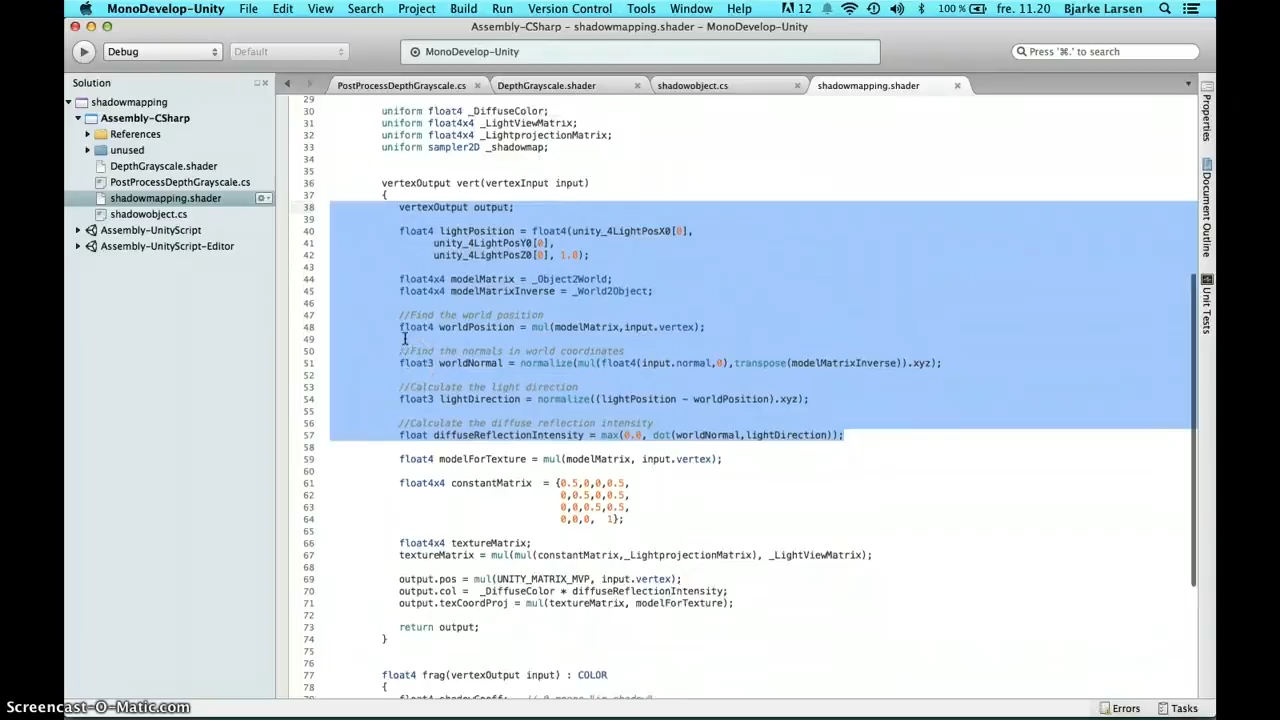 MonoDevelop-Unity File Edit View Search Project Build Run Version Control Tools Window Help 12 100 % fre. 11.20 Bjarke Larsen
Assembly-CSharp - shadowmapping.shader - MonoDevelop-Unity
Debug Default MonoDevelop-Unity Press '⌘.' to search
Solution
PostProcessDepthGrayscale.cs DepthGrayscale.shader shadowobject.cs shadowmapping.shader
shadowmapping
Assembly-CSharp
References
unused
DepthGrayscale.shader
PostProcessDepthGrayscale.cs
shadowmapping.shader
shadowobject.cs
Assembly-UnityScript
Assembly-UnityScript-Editor
29
30 uniform float4 _DiffuseColor;
31 uniform float4x4 _LightViewMatrix;
32 uniform float4x4 _LightprojectionMatrix;
33 uniform sampler2D _shadowmap;
34
35
36 vertexOutput vert(vertexInput input)
37 {
38 vertexOutput output;
39
40 float4 lightPosition = float4(unity_4LightPosX0[0],
41 unity_4LightPosY0[0],
42 unity_4LightPosZ0[0], 1.0);
43
44 float4x4 modelMatrix = _Object2World;
45 float4x4 modelMatrixInverse = _World2Object;
46
47 //Find the world position
48 float4 worldPosition = mul(modelMatrix,input.vertex);
49
50 //Find the normals in world coordinates
51 float3 worldNormal = normalize(mul(float4(input.normal,0),transpose(modelMatrixInverse)).xyz);
52
53 //Calculate the light direction
54 float3 lightDirection = normalize((lightPosition - worldPosition).xyz);
55
56 //Calculate the diffuse reflection intensity
57 float diffuseReflectionIntensity = max(0.0, dot(worldNormal,lightDirection));
58
59 float4 modelForTexture = mul(modelMatrix, input.vertex);
60
61 float4x4 constantMatrix = {0.5,0,0,0.5,
62 0,0.5,0,0.5,
63 0,0,0.5,0.5,
64 0,0,0, 1};
65
66 float4x4 textureMatrix;
67 textureMatrix = mul(mul(constantMatrix,_LightprojectionMatrix), _LightViewMatrix);
68
69 output.pos = mul(UNITY_MATRIX_MVP, input.vertex);
70 output.col = _DiffuseColor * diffuseReflectionIntensity;
71 output.texCoordProj = mul(textureMatrix, modelForTexture);
72
73 return output;
74 }
75
76
77 float4 frag(vertexInput input) : COLOR
78 {
Properties
Document Outline
Unit Tests
Errors Tasks
Screencast-O-Matic.com